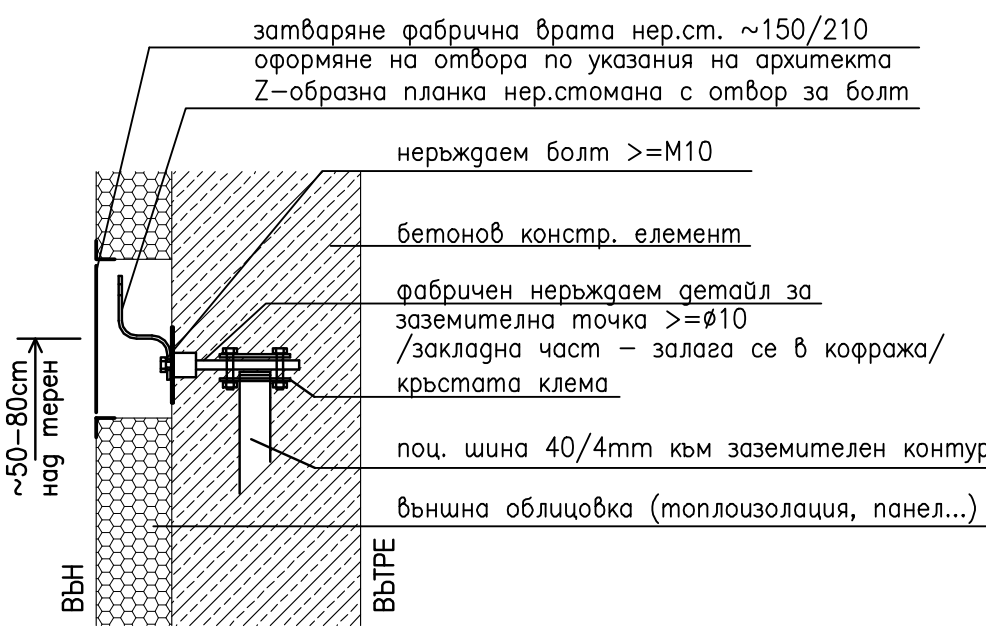 затваряне фабрична врата нер.ст. ~150/210
оформяне на отвора по указания на архитекта
Z-образна планка нер.стомана с отвор за болт
неръждаем болт >=M10
бетонов констр. елемент
фабричен неръждаем детайл за
заземителна точка >=ø10
/закладна част - залага се в кофража/
кръстата клема
поц. шина 40/4mm към заземителен контур
външна облицовка (топлоизолация, панел...)
~50-80cm
над терен
ВЪН
ВЪТРЕ